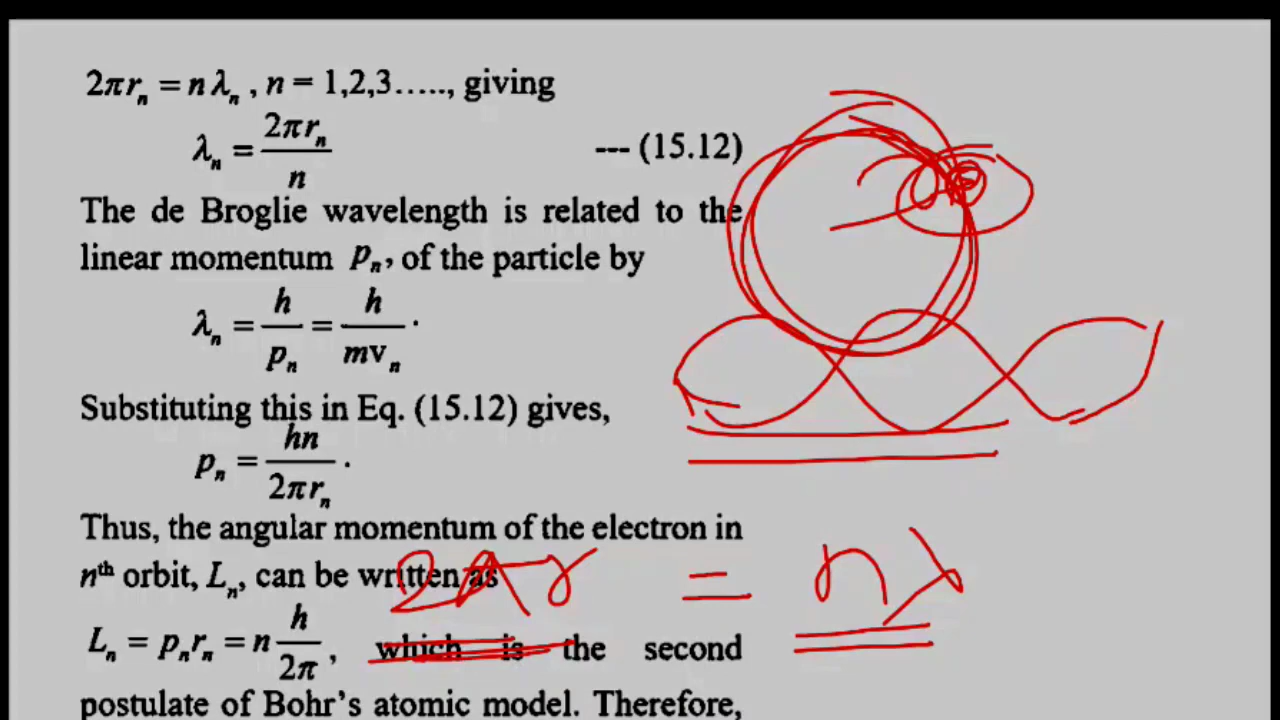 2πrₙ = n λₙ , n = 1,2,3....., giving
λₙ = 2πrₙ / n --- (15.12)
The de Broglie wavelength is related to the
linear momentum pₙ, of the particle by
λₙ = h / pₙ = h / mvₙ .
Substituting this in Eq. (15.12) gives,
pₙ = hn / 2πrₙ .
Thus, the angular momentum of the electron in
nᵗʰ orbit, Lₙ, can be written as
2πr = nλ
Lₙ = pₙrₙ = n h / 2π , which is the second
postulate of Bohr's atomic model. Therefore,